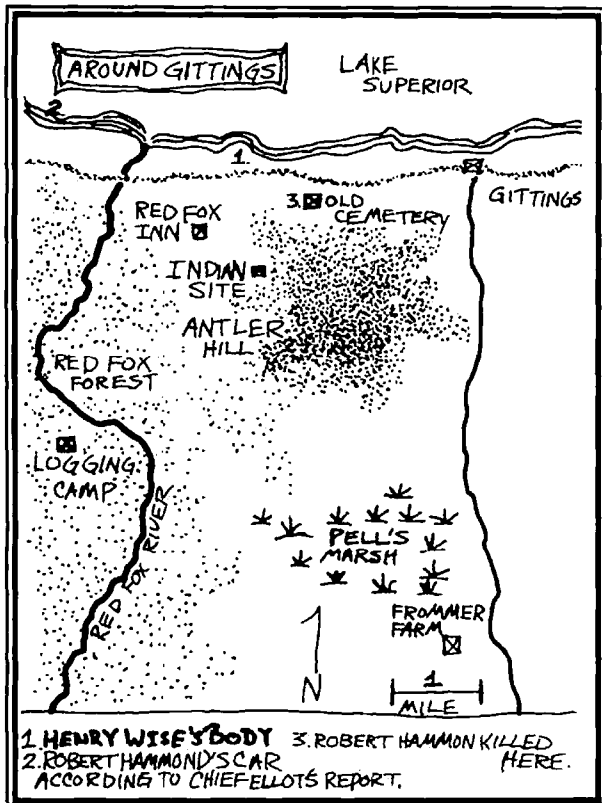 AROUND GITTINGS
LAKE
SUPERIOR
2
1
GITTINGS
3. OLD
CEMETERY
RED FOX
INN
INDIAN
SITE
ANTLER
HILL
RED FOX
FOREST
LOGGING
CAMP
RED FOX RIVER
PELL'S
MARSH
FROMMER
FARM
N
1
MILE
1. HENRY WISE'S BODY 3. ROBERT HAMMON KILLED
2. ROBERT HAMMOND'S CAR HERE.
ACCORDING TO CHIEF ELLOT'S REPORT.